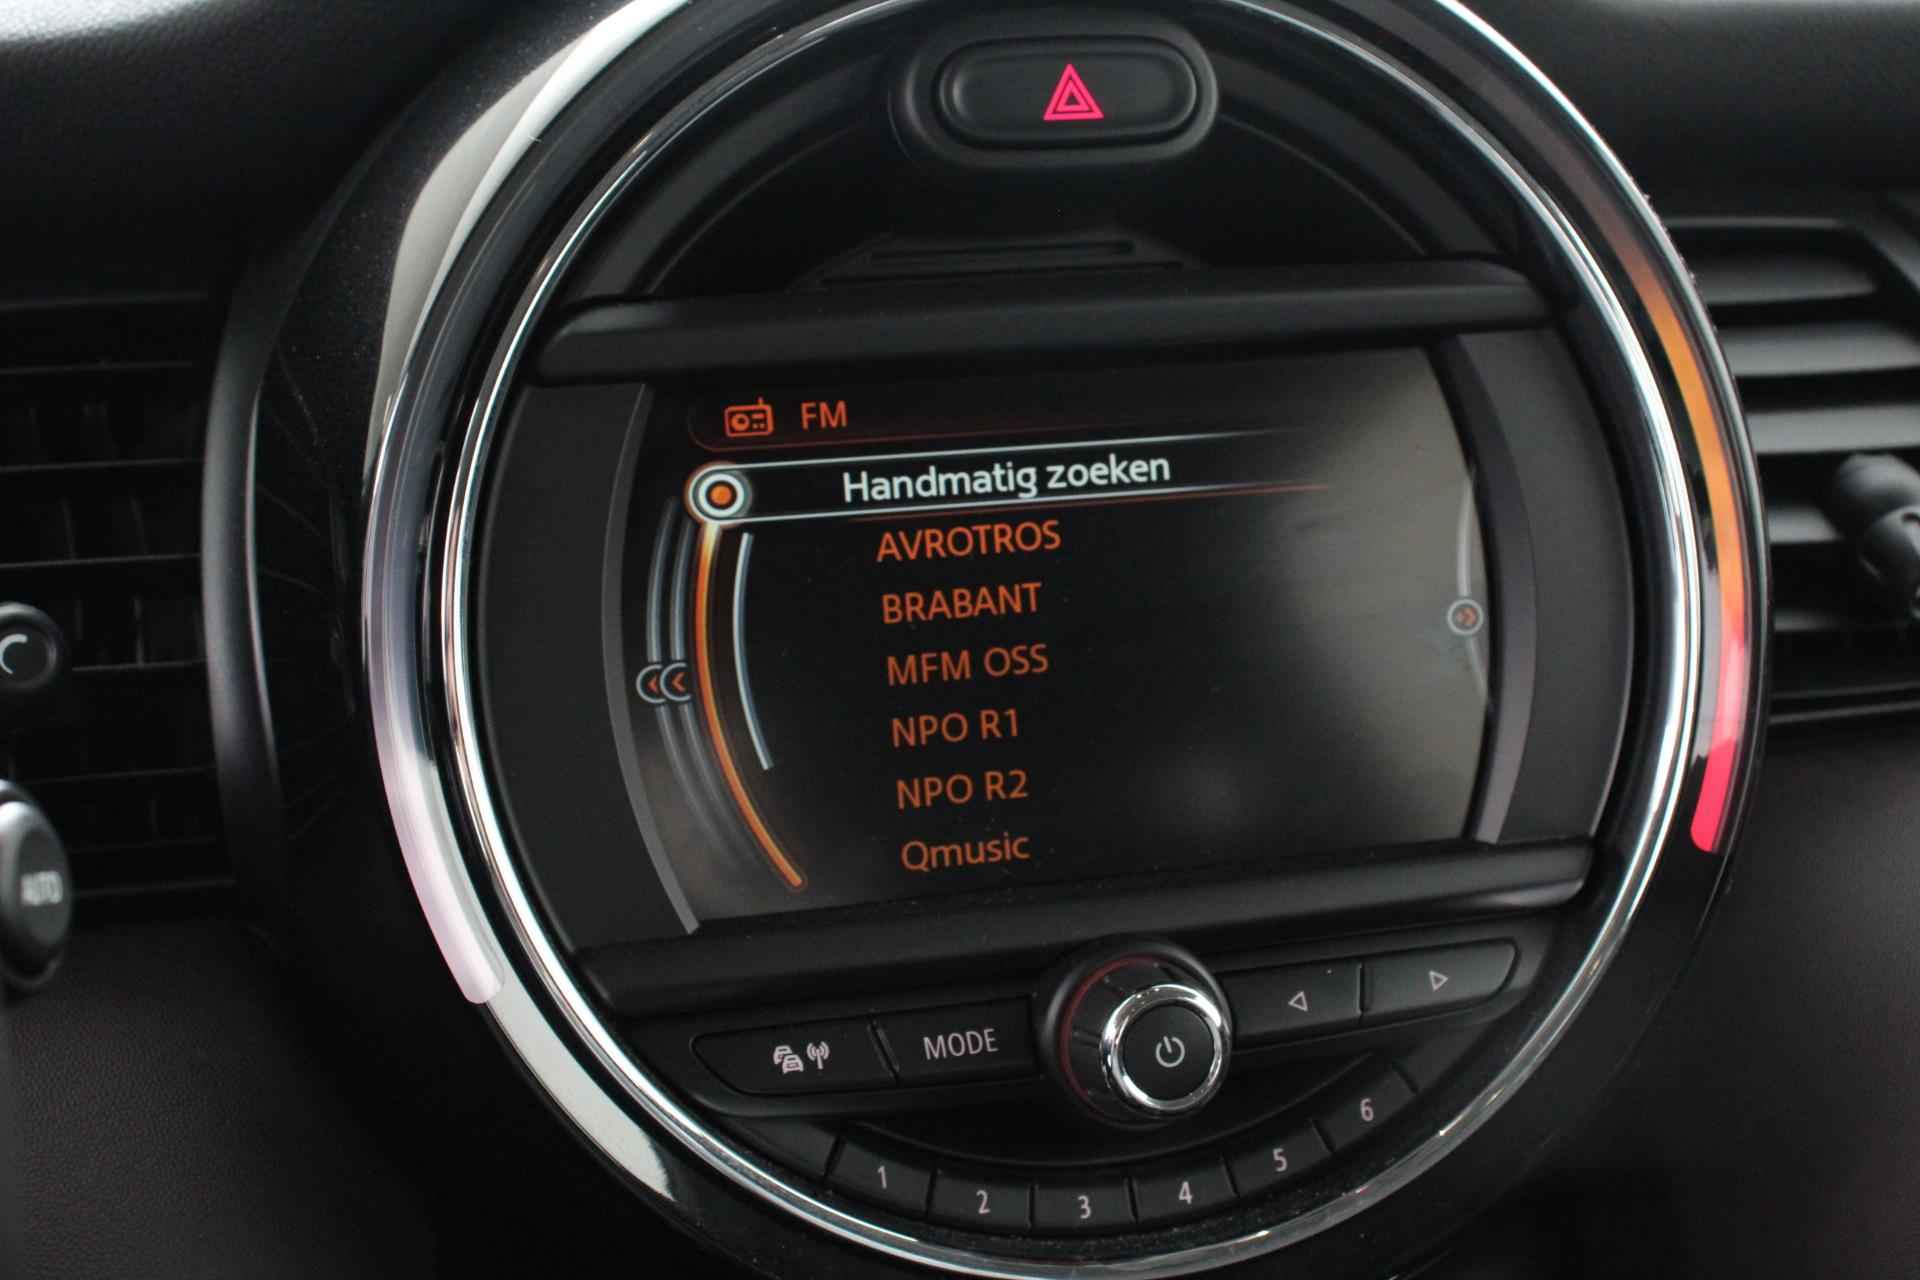 FM
Handmatig zoeken
AVROTROS
BRABANT
MFM OSS
NPO R1
NPO R2
Qmusic
AUTO
MODE
1 2 3 4 5 6